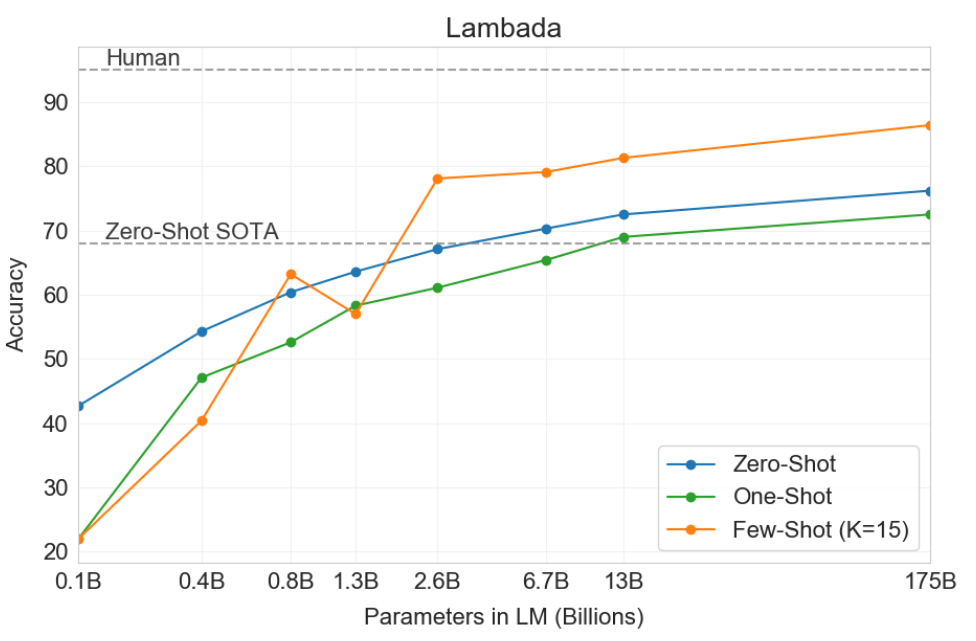 Lambada
Human
90
80
70
Zero-Shot SOTA
60
50
40
30
20
Accuracy
Zero-Shot
One-Shot
Few-Shot (K=15)
0.1B 0.4B 0.8B 1.3B 2.6B 6.7B 13B 175B
Parameters in LM (Billions)